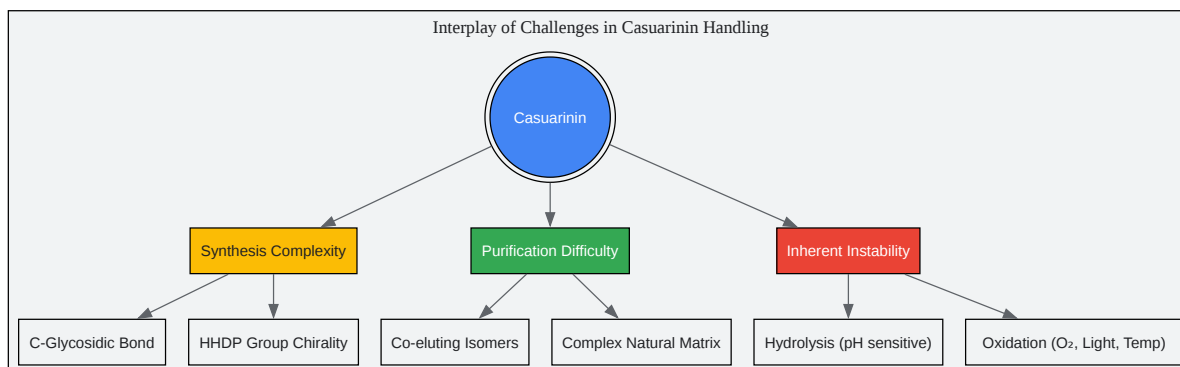 Interplay of Challenges in Casuarinin Handling
Casuarinin
Synthesis Complexity
Purification Difficulty
Inherent Instability
C-Glycosidic Bond
HHDP Group Chirality
Co-eluting Isomers
Complex Natural Matrix
Hydrolysis (pH sensitive)
Oxidation (O₂, Light, Temp)